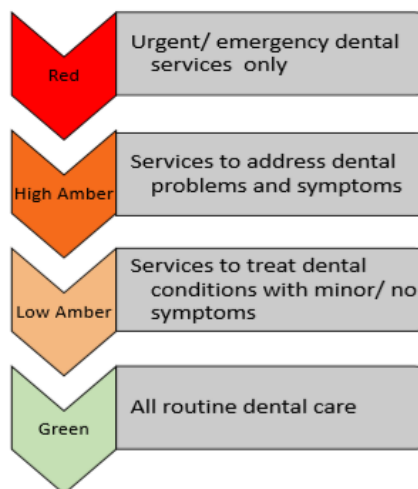 Urgent/ emergency dental
services only
Red
Services to address dental
problems and symptoms
High Amber
Services to treat dental
conditions with minor/ no
symptoms
Low Amber
All routine dental care
Green